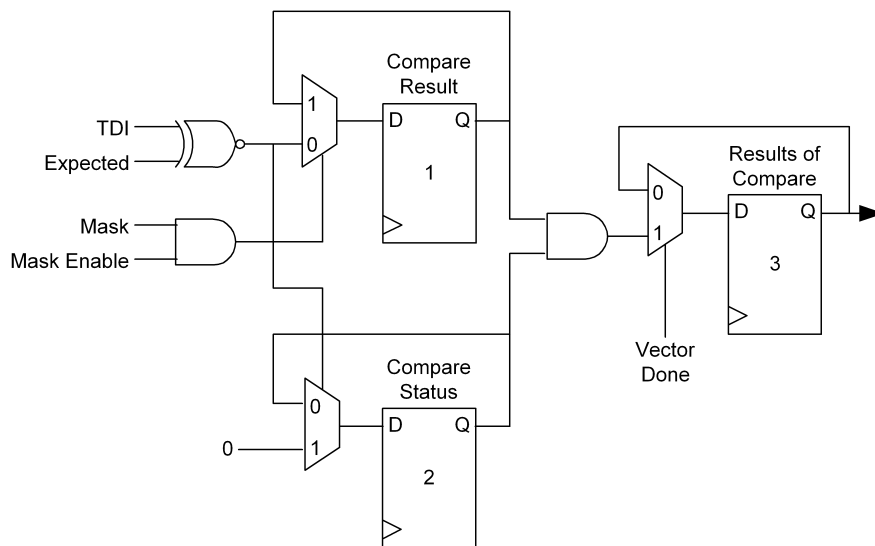 Compare
Result
1
0
D
Q
1
TDI
Expected
Mask
Mask Enable
Results of
Compare
0
1
D
Q
3
Vector
Done
Compare
Status
0
1
0
D
Q
2